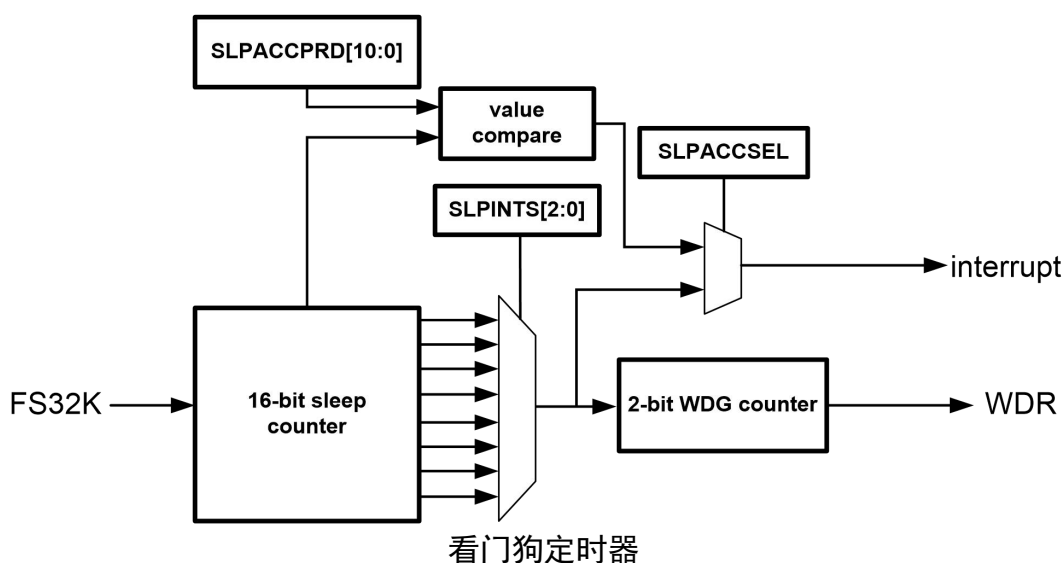 SLPACCPRD[10:0]
value
compare
SLPACCSEL
SLPINTS[2:0]
interrupt
FS32K
16-bit sleep
counter
2-bit WDG counter
WDR
看门狗定时器